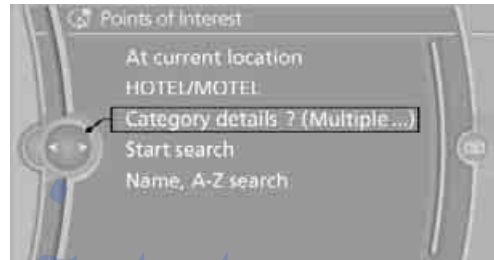 Points of Interest
At current location
HOTEL/MOTEL
Category details ? (Multiple ...)
Start search
Name, A-Z search